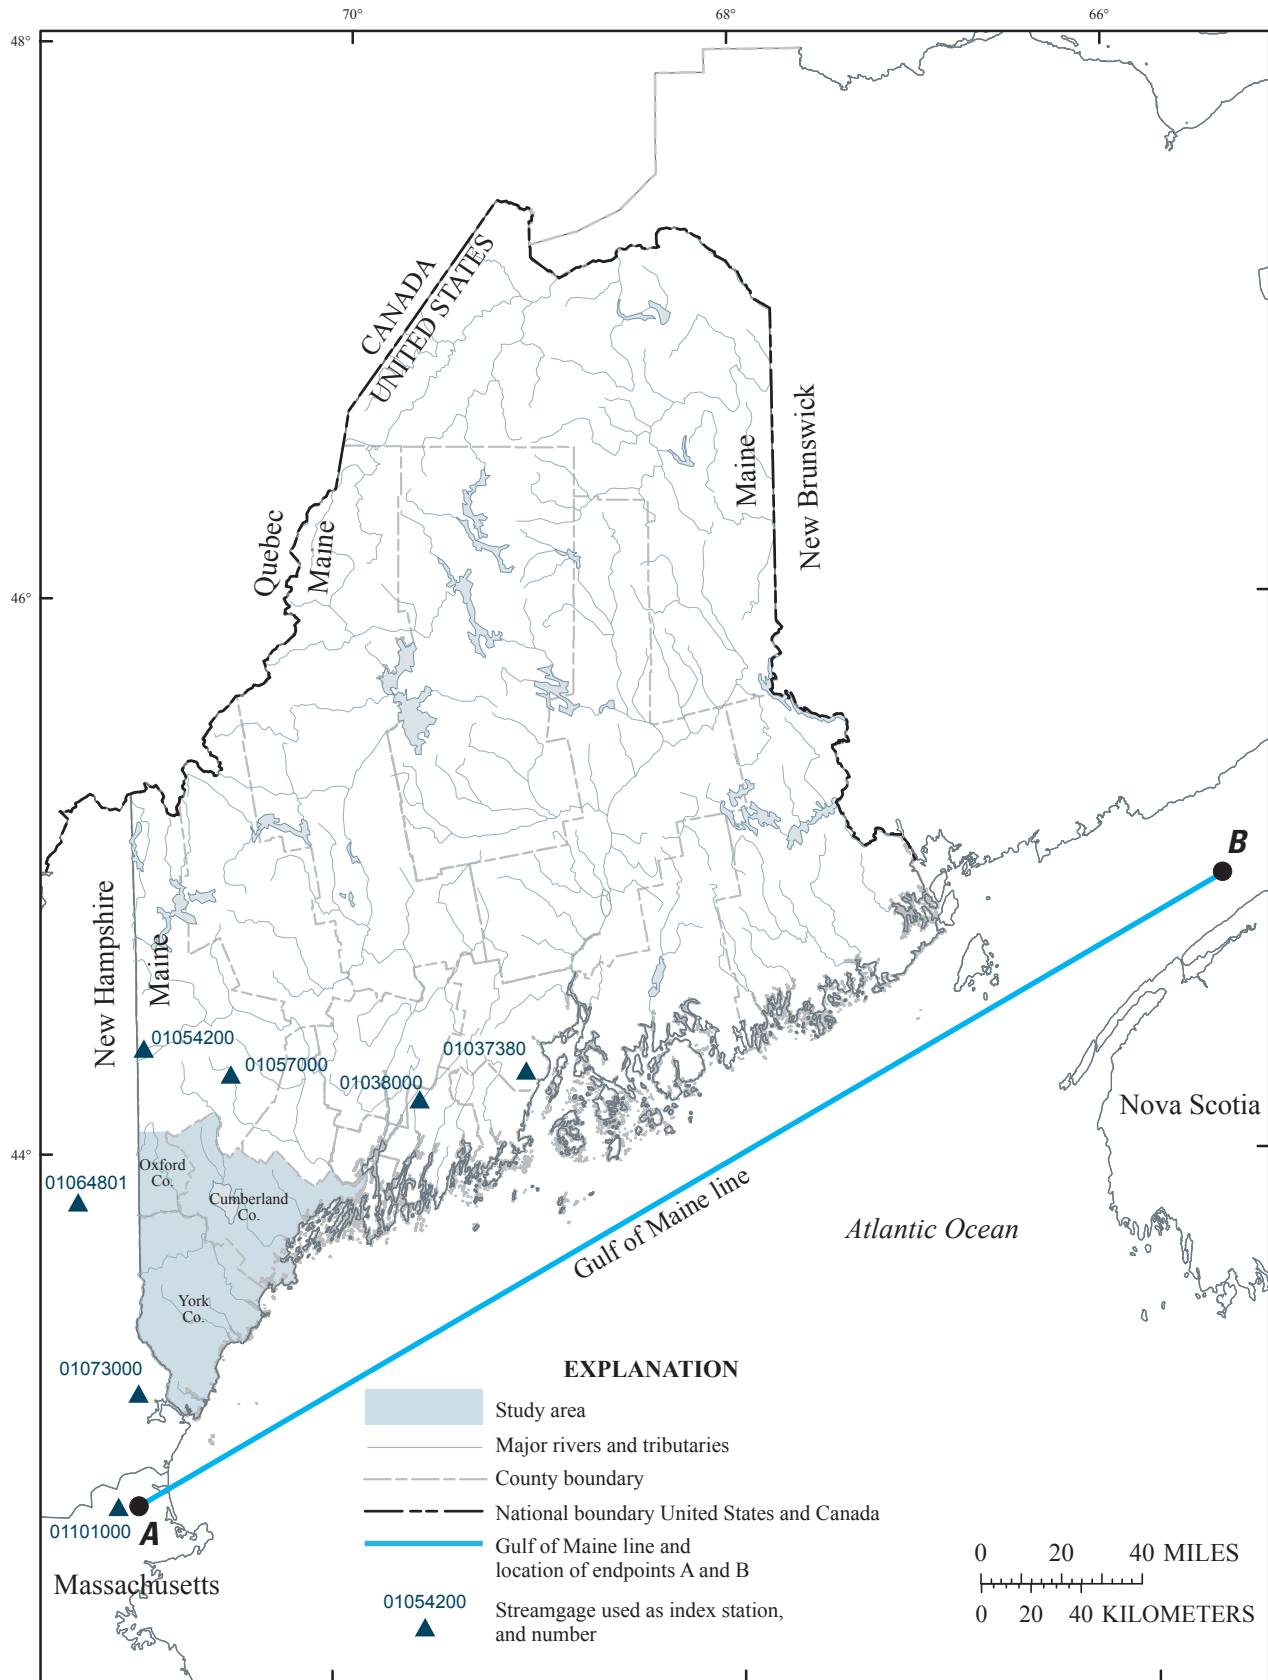 70°
68°
66°
48°
CANADA
UNITED STATES
Maine
New Brunswick
Quebec
Maine
46°
B
New Hampshire
Maine
01054200
01057000
01037380
01038000
Nova Scotia
44°
Oxford
Co.
01064801
Cumberland
Co.
Gulf of Maine line
Atlantic Ocean
York
Co.
01073000
EXPLANATION
Study area
Major rivers and tributaries
County boundary
National boundary United States and Canada
01101000
A
Gulf of Maine line and
location of endpoints A and B
Massachusetts
01054200
Streamgage used as index station,
and number
0 20 40 MILES
0 20 40 KILOMETERS